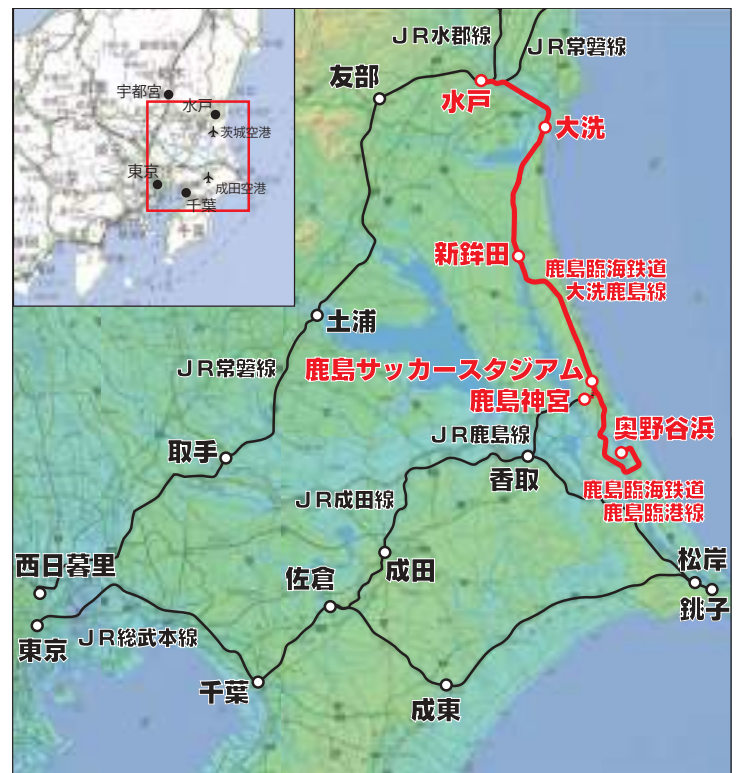 ＪＲ水郡線
ＪＲ常磐線
友部
水戸
大洗
宇都宮
水戸
茨城空港
東京
成田空港
千葉
千葉
新鉾田
鹿島臨海鉄道
大洗鹿島線
土浦
ＪＲ常磐線
鹿島サッカースタジアム
鹿島神宮
奥野谷浜
ＪＲ鹿島線
取手
香取
ＪＲ成田線
鹿島臨海鉄道
鹿島臨港線
西日暮里
佐倉
成田
松岸
銚子
東京
ＪＲ総武本線
千葉
成東